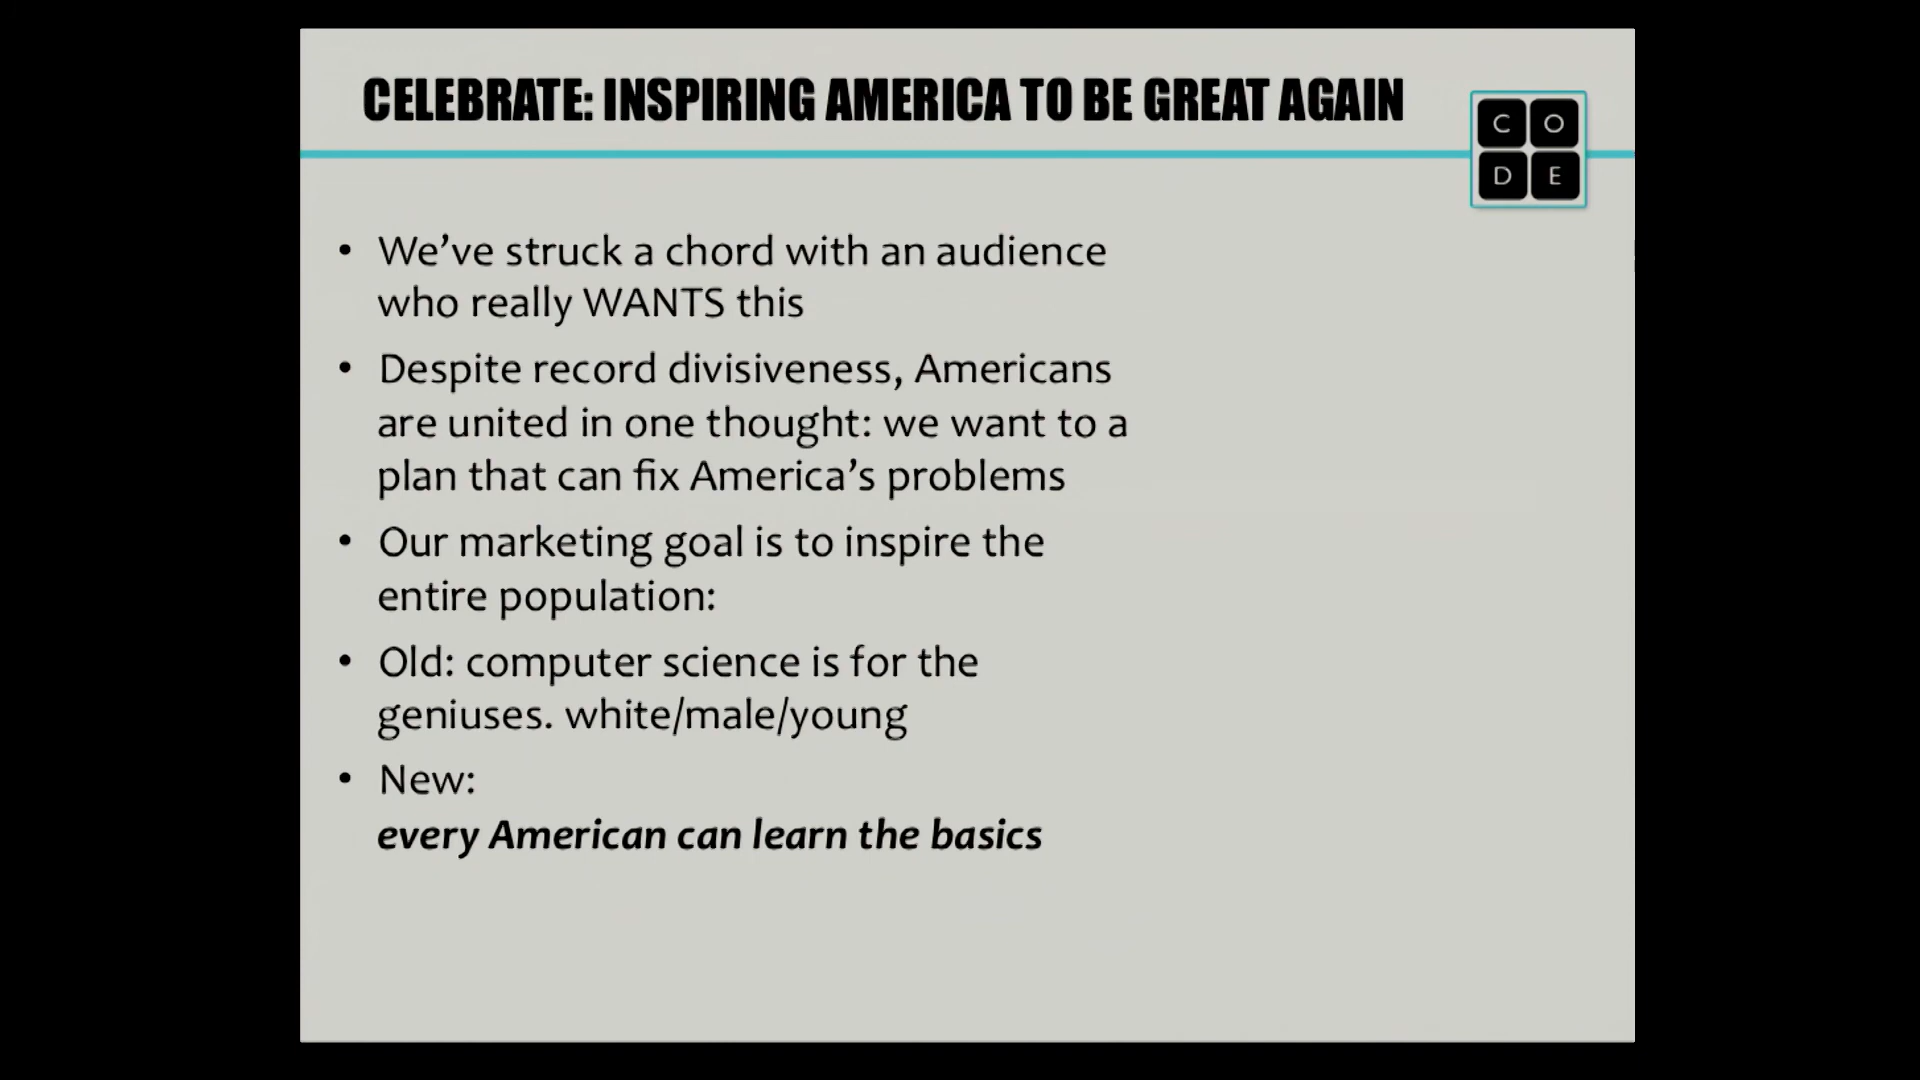 CELEBRATE: INSPIRING AMERICA TO BE GREAT AGAIN
C O
D E
• We've struck a chord with an audience
who really WANTS this
• Despite record divisiveness, Americans
are united in one thought: we want to a
plan that can fix America's problems
• Our marketing goal is to inspire the
entire population:
• Old: computer science is for the
geniuses. white/male/young
• New:
every American can learn the basics